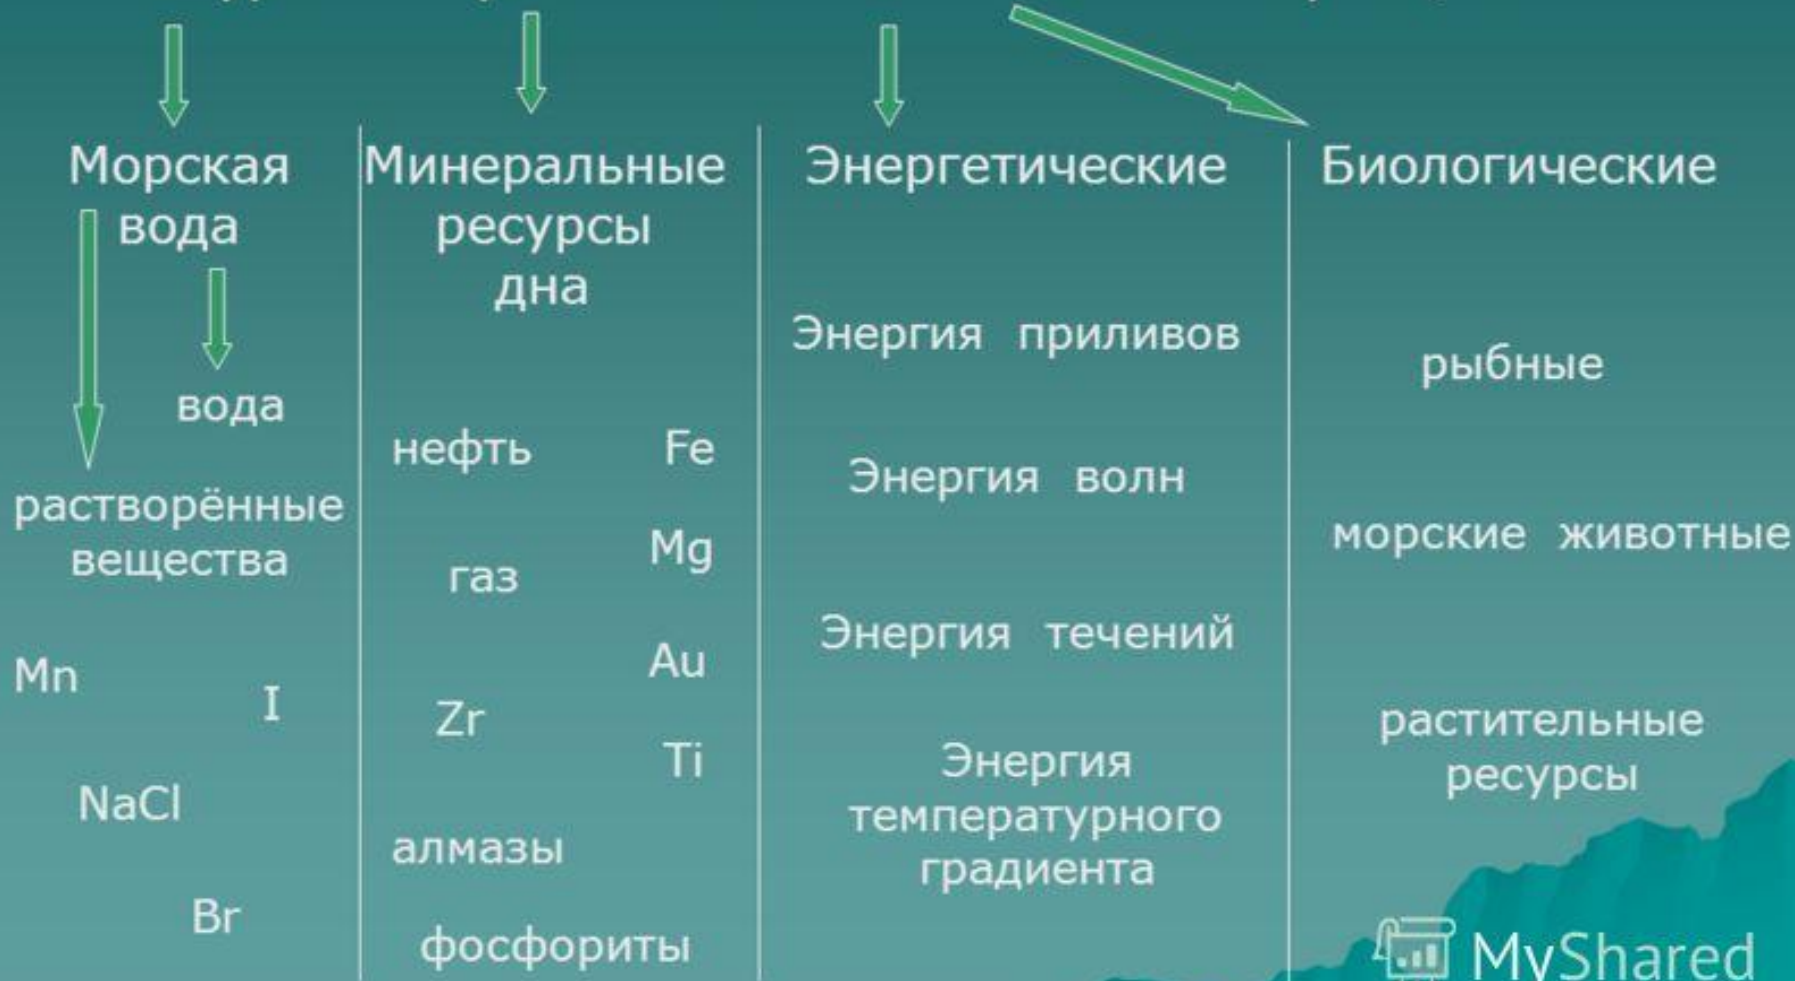 Морская
вода
вода
растворённые
вещества
Mn
I
NaCl
Br
Минеральные
ресурсы
дна
нефть Fe
Mg
газ
Au
Zr
Ti
алмазы
фосфориты
Энергетические
Энергия приливов
Энергия волн
Энергия течений
Энергия
температурного
градиента
Биологические
рыбные
морские животные
растительные
ресурсы
MyShared